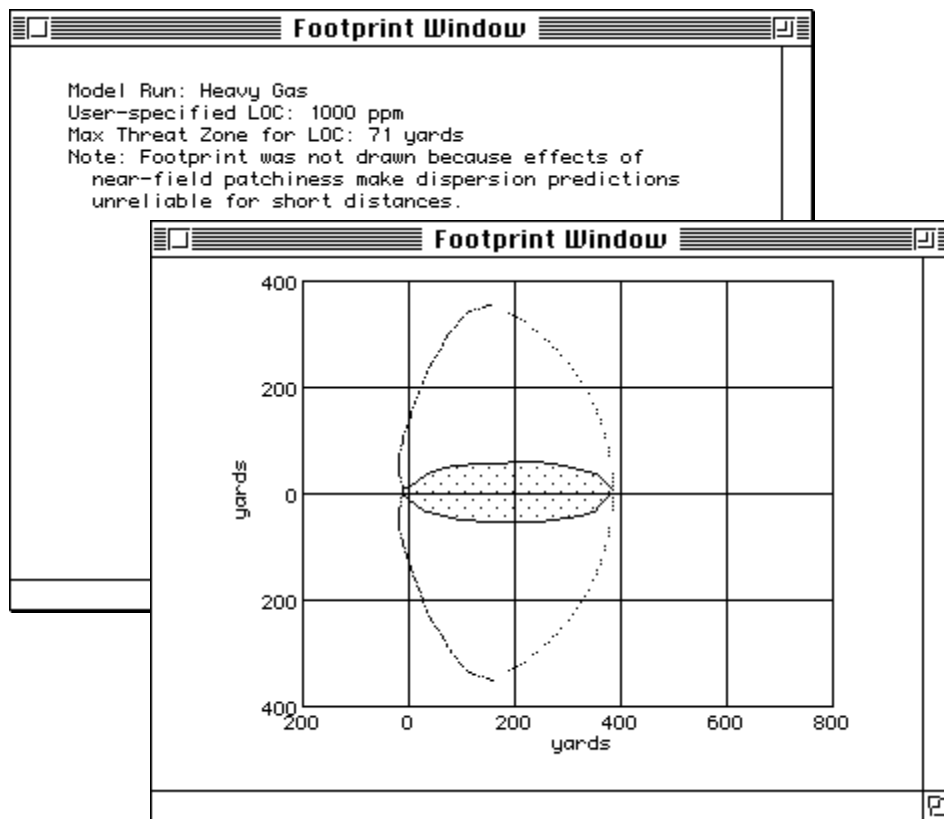 Footprint Window
Model Run: Heavy Gas
User-specified LOC: 1000 ppm
Max Threat Zone for LOC: 71 yards
Note: Footprint was not drawn because effects of
near-field patchiness make dispersion predictions
unreliable for short distances.
Footprint Window
400
200
0
200
400
yards
200 0 200 400 600 800
yards